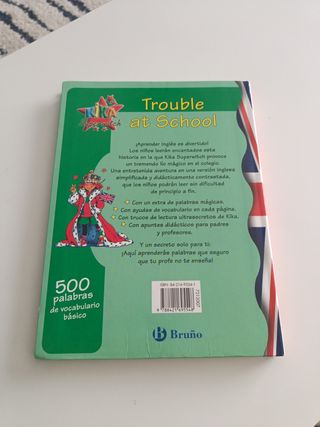 KIKA
Trouble
at School
¡Aprender inglés es divertido!
Los niños leerán encantados esta
historia en la que Kika Superwitch provoca
un tremendo lío mágico en el colegio.
Una entretenida aventura en una versión inglesa
simplificada y didácticamente contrastada,
que los niños podrán leer sin dificultad
de principio a fin.
• Con un extra de palabras mágicas.
• Con ayudas de vocabulario en cada página.
• Con trucos de lectura ultrasecretos de Kika.
• Con apuntes didácticos para padres
y profesores.
Y un secreto solo para ti:
¡Aquí aprenderás palabras que seguro
que tu profe no te enseña!
500
palabras
de vocabulario
básico
Bruño